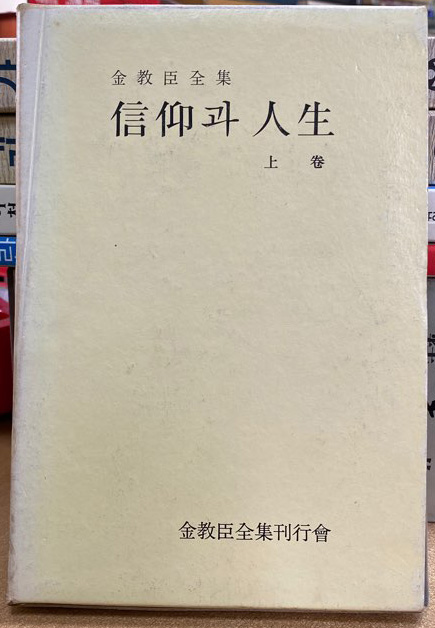 金教臣全集
信仰과 人生
上 卷
金教臣全集刊行會